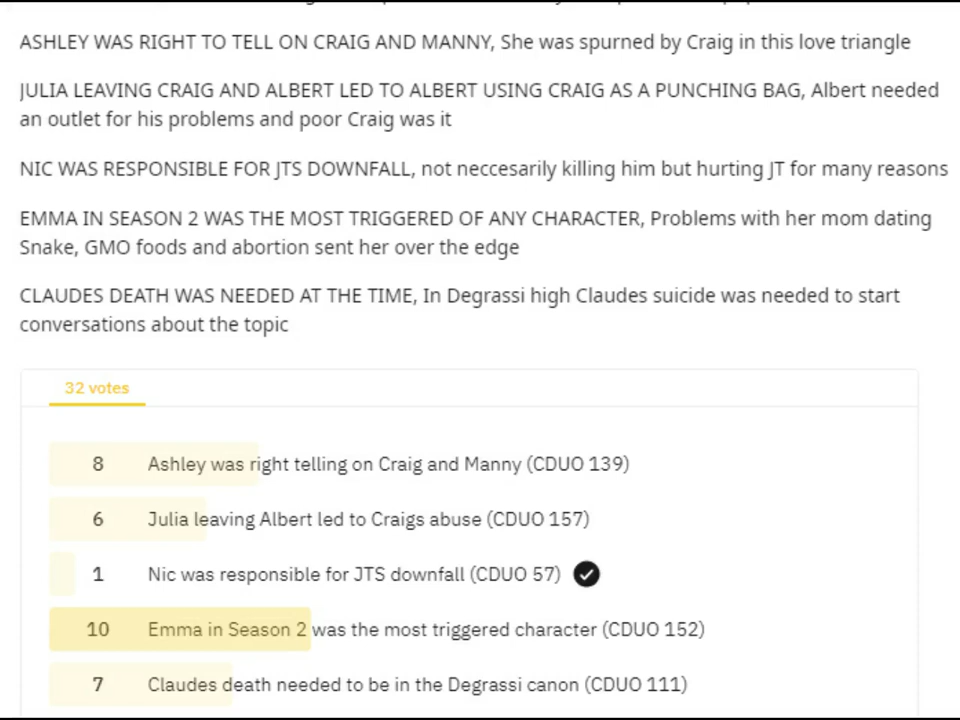 ASHLEY WAS RIGHT TO TELL ON CRAIG AND MANNY, She was spurned by Craig in this love triangle
JULIA LEAVING CRAIG AND ALBERT LED TO ALBERT USING CRAIG AS A PUNCHING BAG, Albert needed
an outlet for his problems and poor Craig was it
NIC WAS RESPONSIBLE FOR JTS DOWNFALL, not neccesarily killing him but hurting JT for many reasons
EMMA IN SEASON 2 WAS THE MOST TRIGGERED OF ANY CHARACTER, Problems with her mom dating
Snake, GMO foods and abortion sent her over the edge
CLAUDES DEATH WAS NEEDED AT THE TIME, In Degrassi high Claudes suicide was needed to start
conversations about the topic
32 votes
8 Ashley was right telling on Craig and Manny (CDUO 139)
6 Julia leaving Albert led to Craigs abuse (CDUO 157)
1 Nic was responsible for JTS downfall (CDUO 57)
10 Emma in Season 2 was the most triggered character (CDUO 152)
7 Claudes death needed to be in the Degrassi canon (CDUO 111)